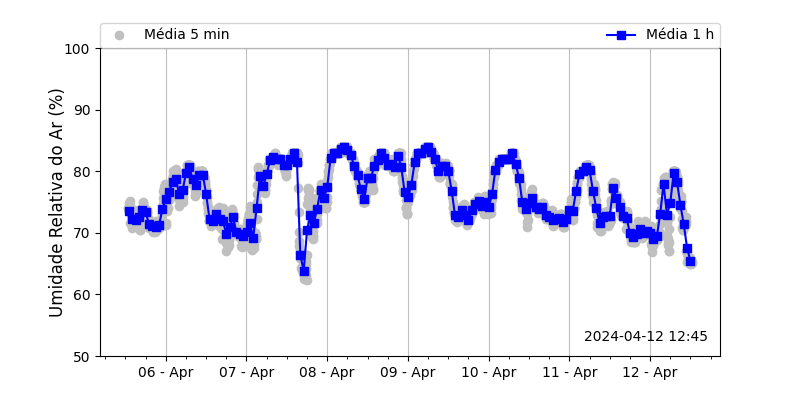 Média 5 min Média 1 h
Umidade Relativa do Ar (%)
100
90
80
70
60
50
2024-04-12 12:45
06 - Apr 07 - Apr 08 - Apr 09 - Apr 10 - Apr 11 - Apr 12 - Apr